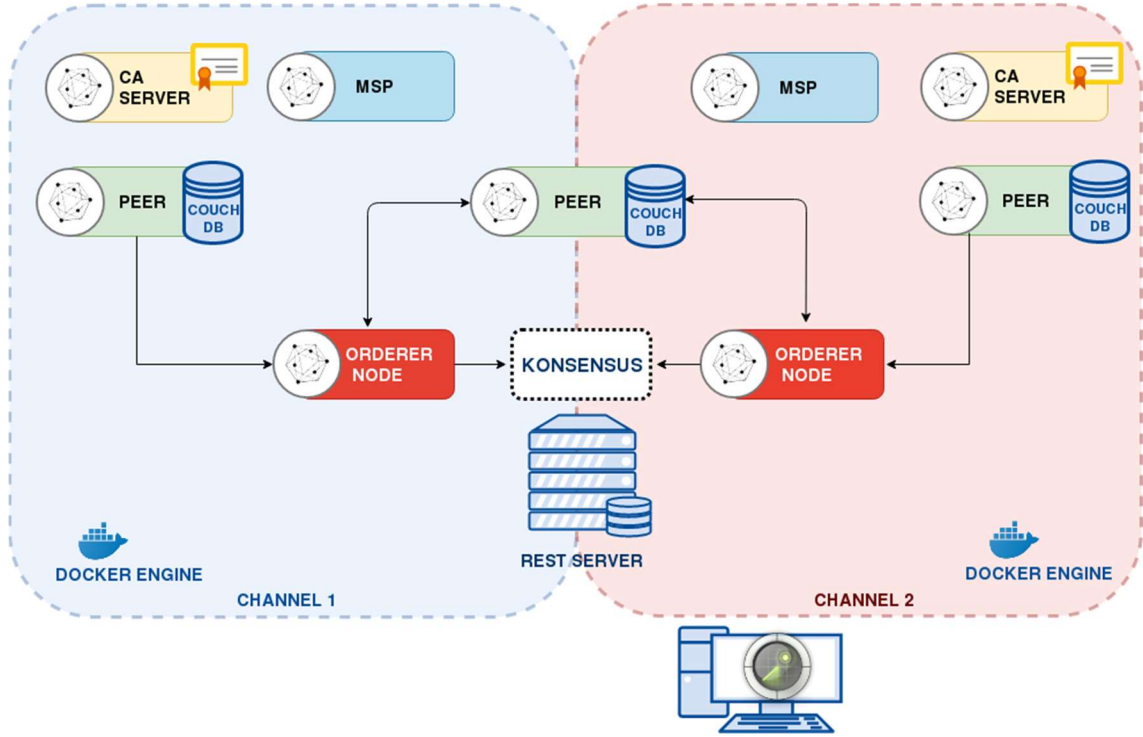 CA
SERVER
MSP
MSP
CA
SERVER
PEER
COUCH
DB
PEER
COUCH
DB
PEER
COUCH
DB
ORDERER
NODE
KONSENSUS
ORDERER
NODE
REST SERVER
DOCKER ENGINE
DOCKER ENGINE
CHANNEL 1
CHANNEL 2